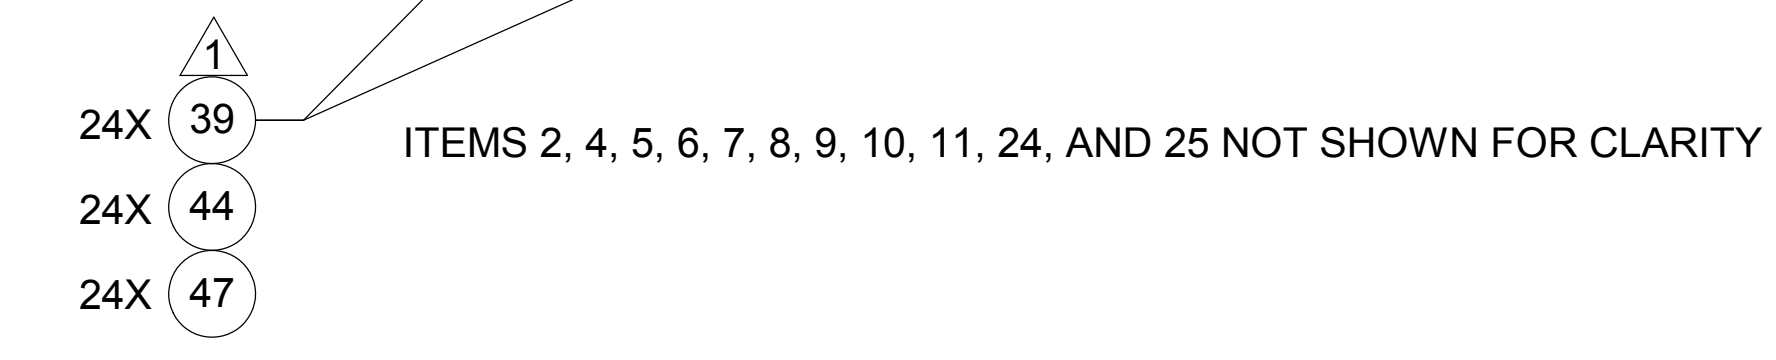 1
24X 39
ITEMS 2, 4, 5, 6, 7, 8, 9, 10, 11, 24, AND 25 NOT SHOWN FOR CLARITY
24X 44
24X 47